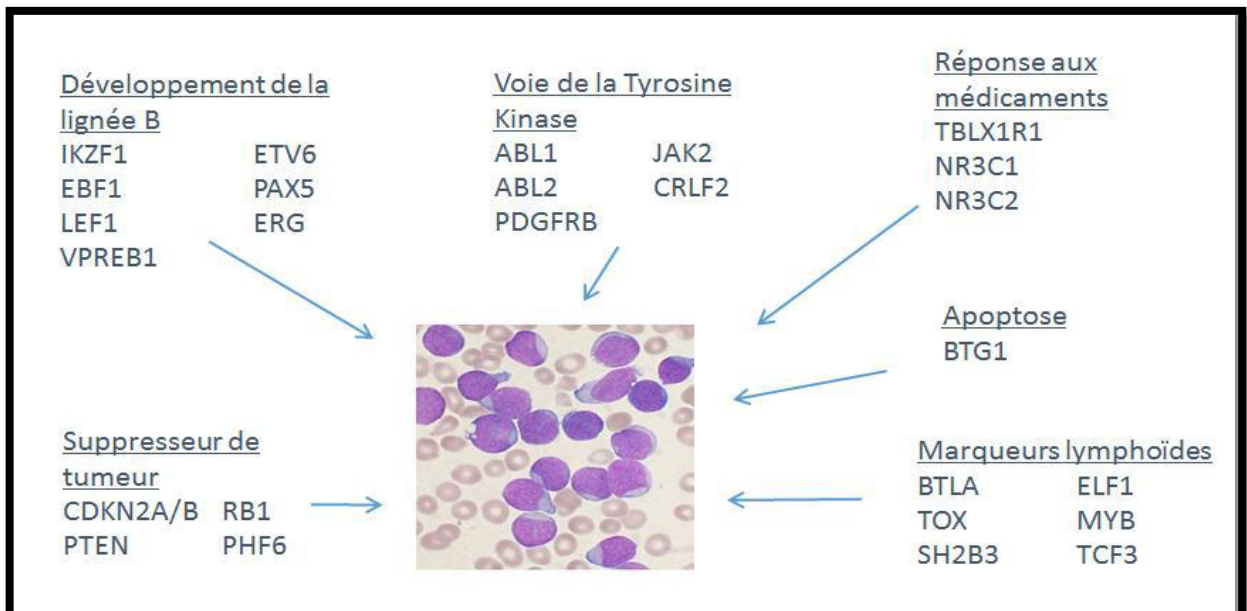 Développement de la
lignée B
IKZF1 ETV6
EBF1 PAX5
LEF1 ERG
VPREB1
Voie de la Tyrosine
Kinase
ABL1 JAK2
ABL2 CRLF2
PDGFRB
Réponse aux
médicaments
TBLX1R1
NR3C1
NR3C2
Apoptose
BTG1
Suppresseur de
tumeur
CDKN2A/B RB1
PTEN PHF6
Marqueurs lymphoïdes
BTLA ELF1
TOX MYB
SH2B3 TCF3